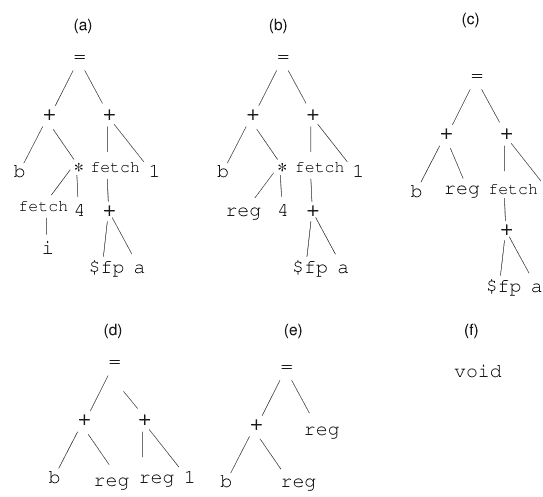 (a) (b) (c)
= = =
+ + + + + +
b * fetch 1 b * fetch 1 b reg fetch
fetch 4 + reg 4 + +
i $fp a $fp a $fp a
(d) (e) (f)
= = void
+ + + reg
b reg reg 1 b reg